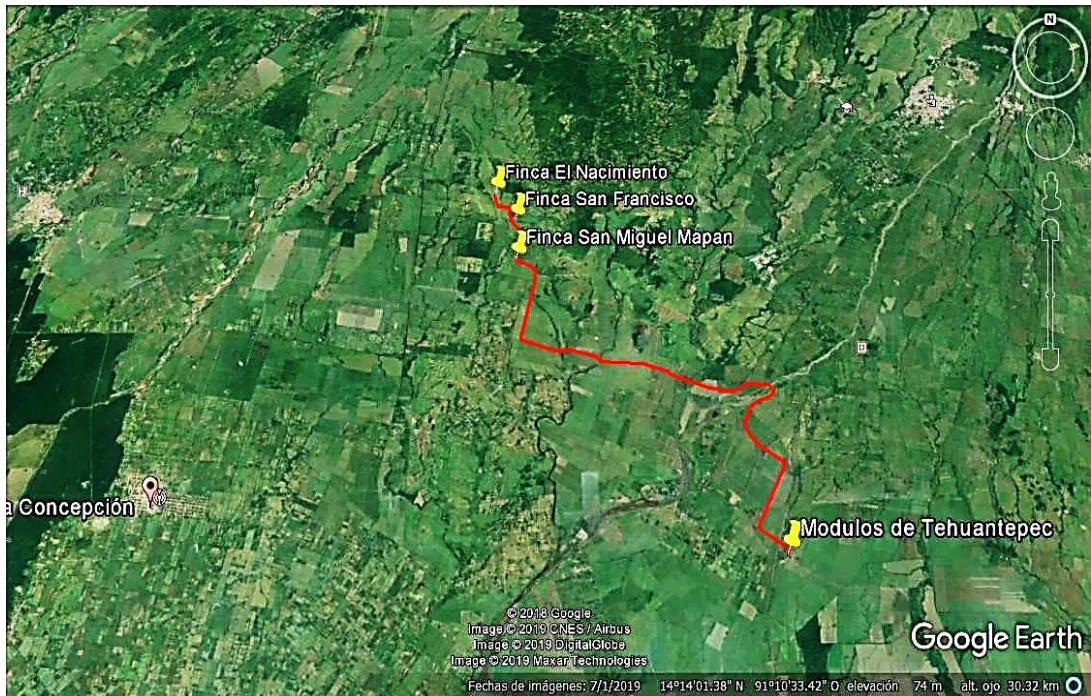 N
H
Finca El Nacimiento
Finca San Francisco
Finca San Miguel Mapan
a Concepción
Modulos de Tehuantepec
© 2018 Google
Image © 2019 CNES / Airbus
Image © 2019 DigitalGlobe
Image © 2019 Maxar Technologies
Google Earth
Fechas de imágenes: 7/1/2019 14°14'01.38" N 91°10'33.42" O elevación 74 m alt. ojo 30.32 km